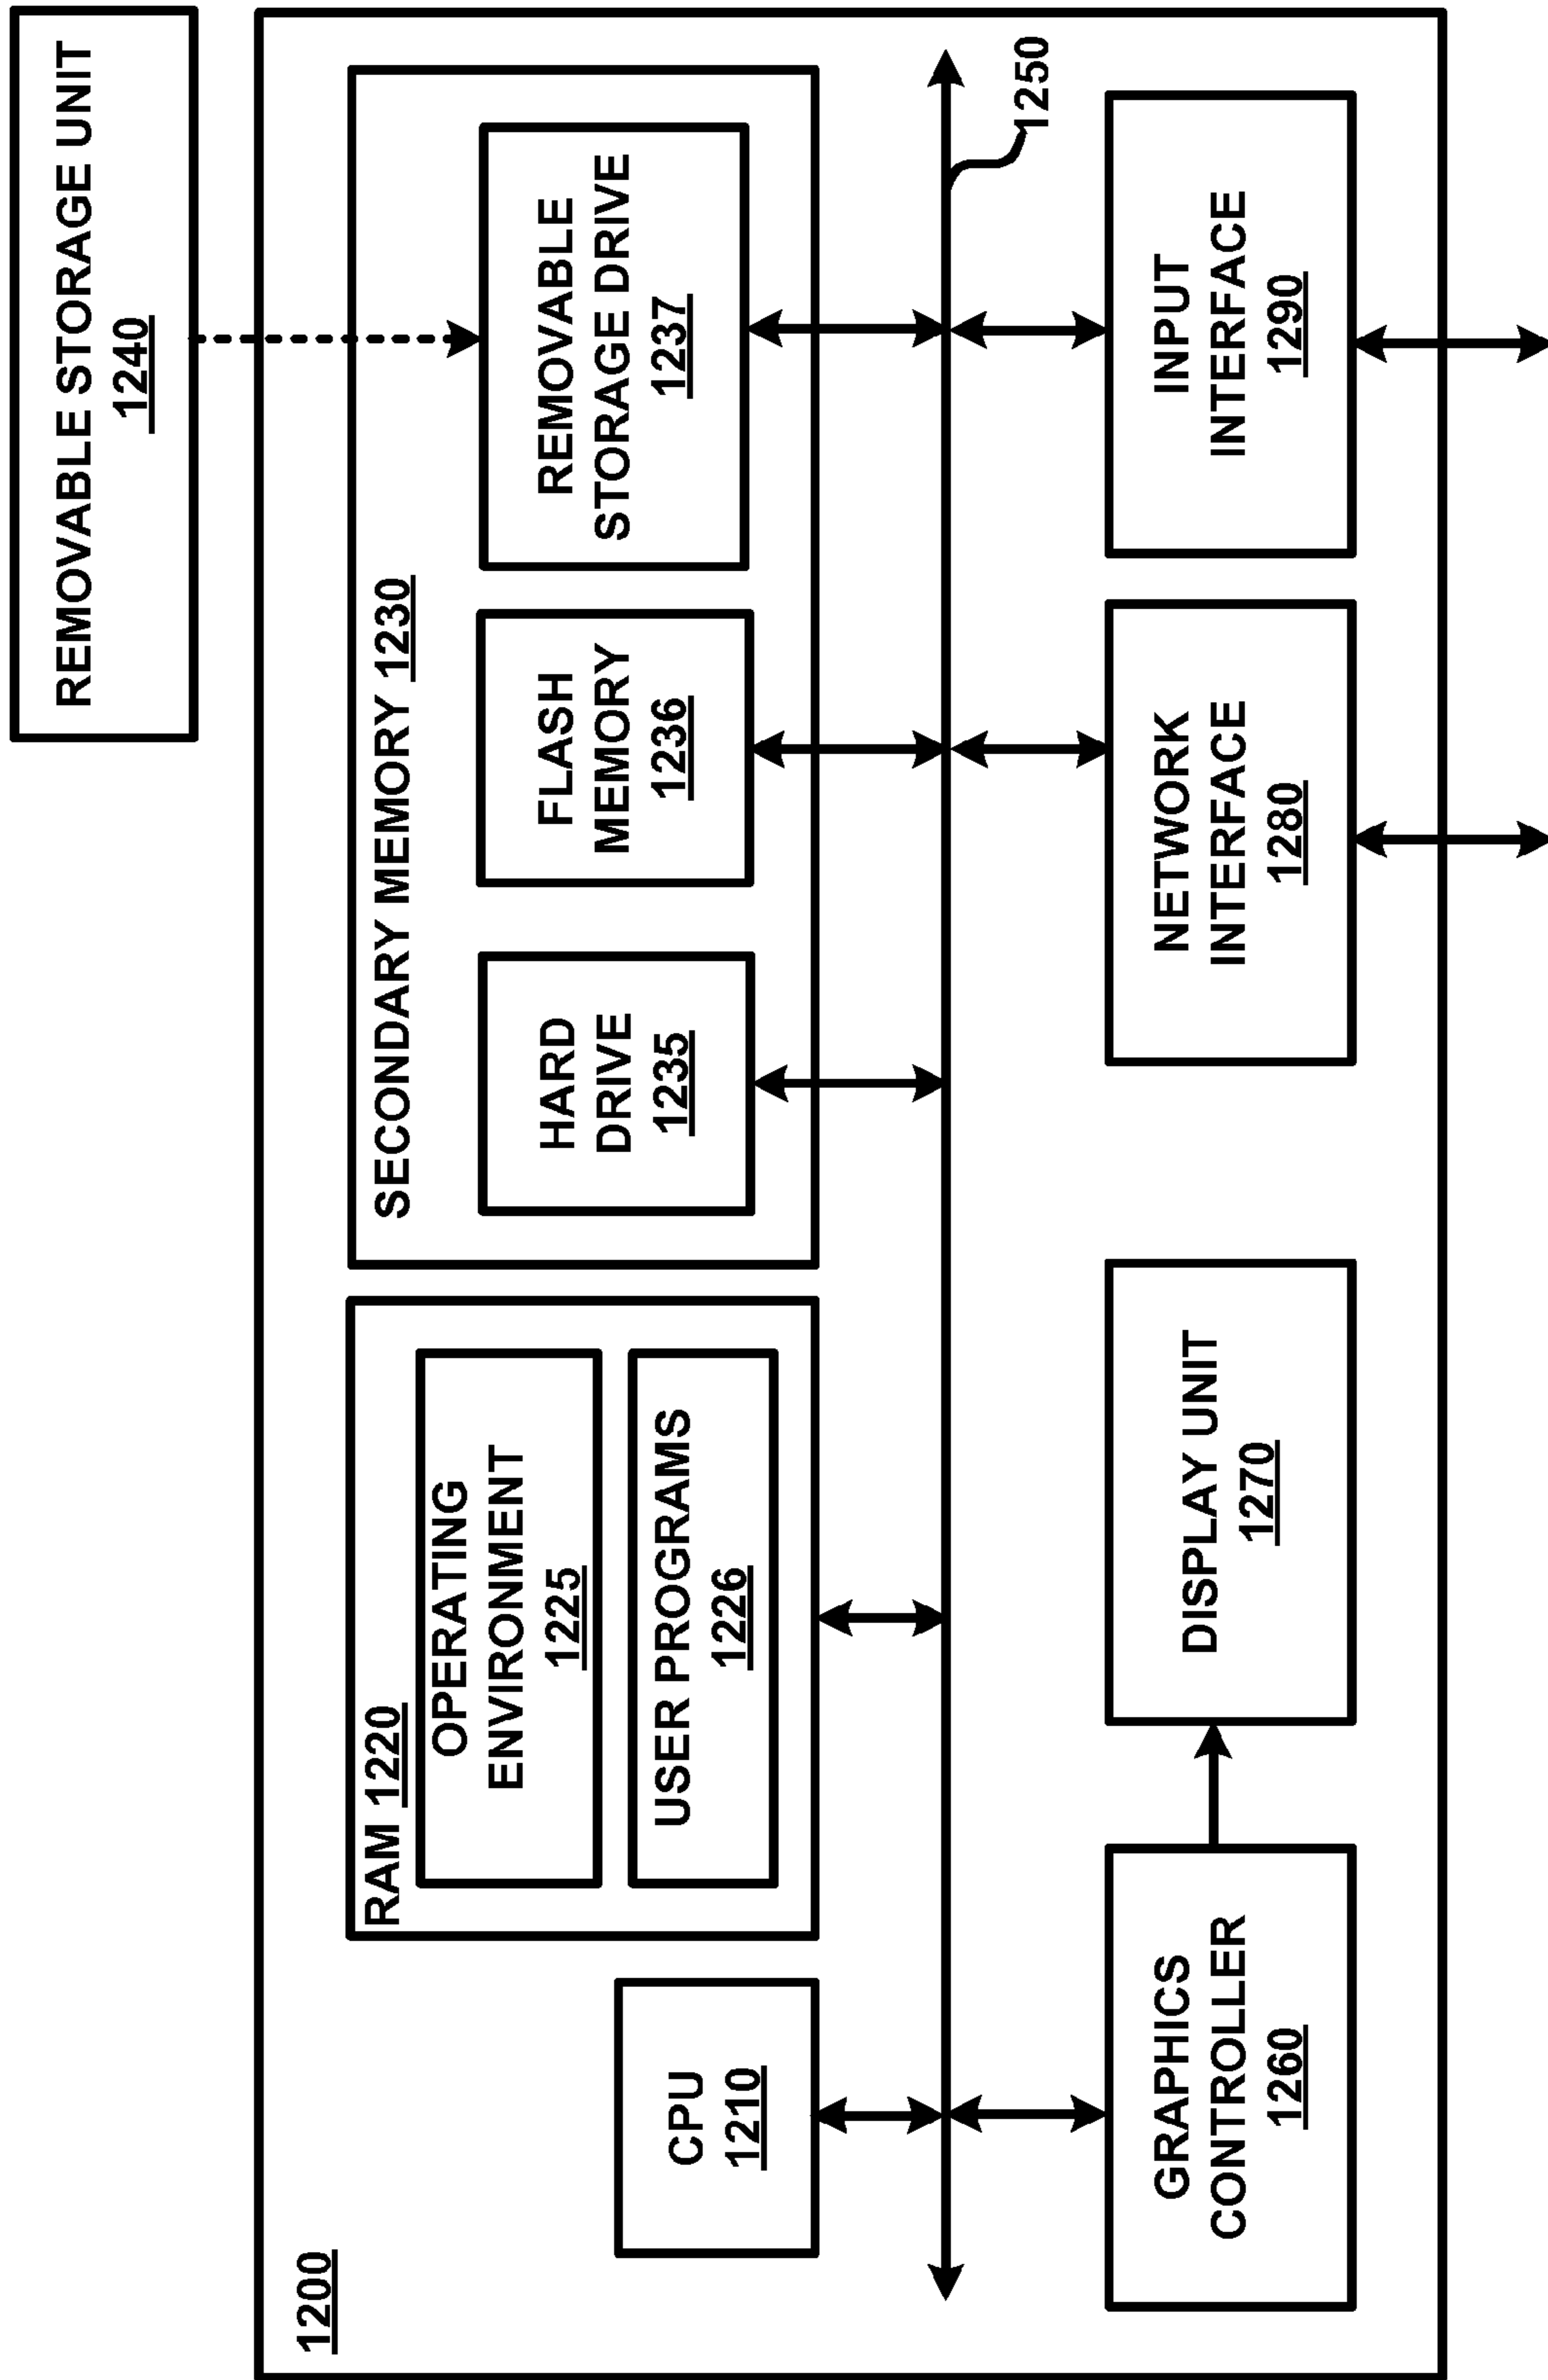 REMOVABLE STORAGE UNIT
1240
1200
CPU
1210
RAM 1220
OPERATING
ENVIRONMENT
1225
USER PROGRAMS
1226
SECONDARY MEMORY 1230
HARD
DRIVE
1235
FLASH
MEMORY
1236
REMOVABLE
STORAGE DRIVE
1237
1250
GRAPHICS
CONTROLLER
1260
DISPLAY UNIT
1270
NETWORK
INTERFACE
1280
INPUT
INTERFACE
1290